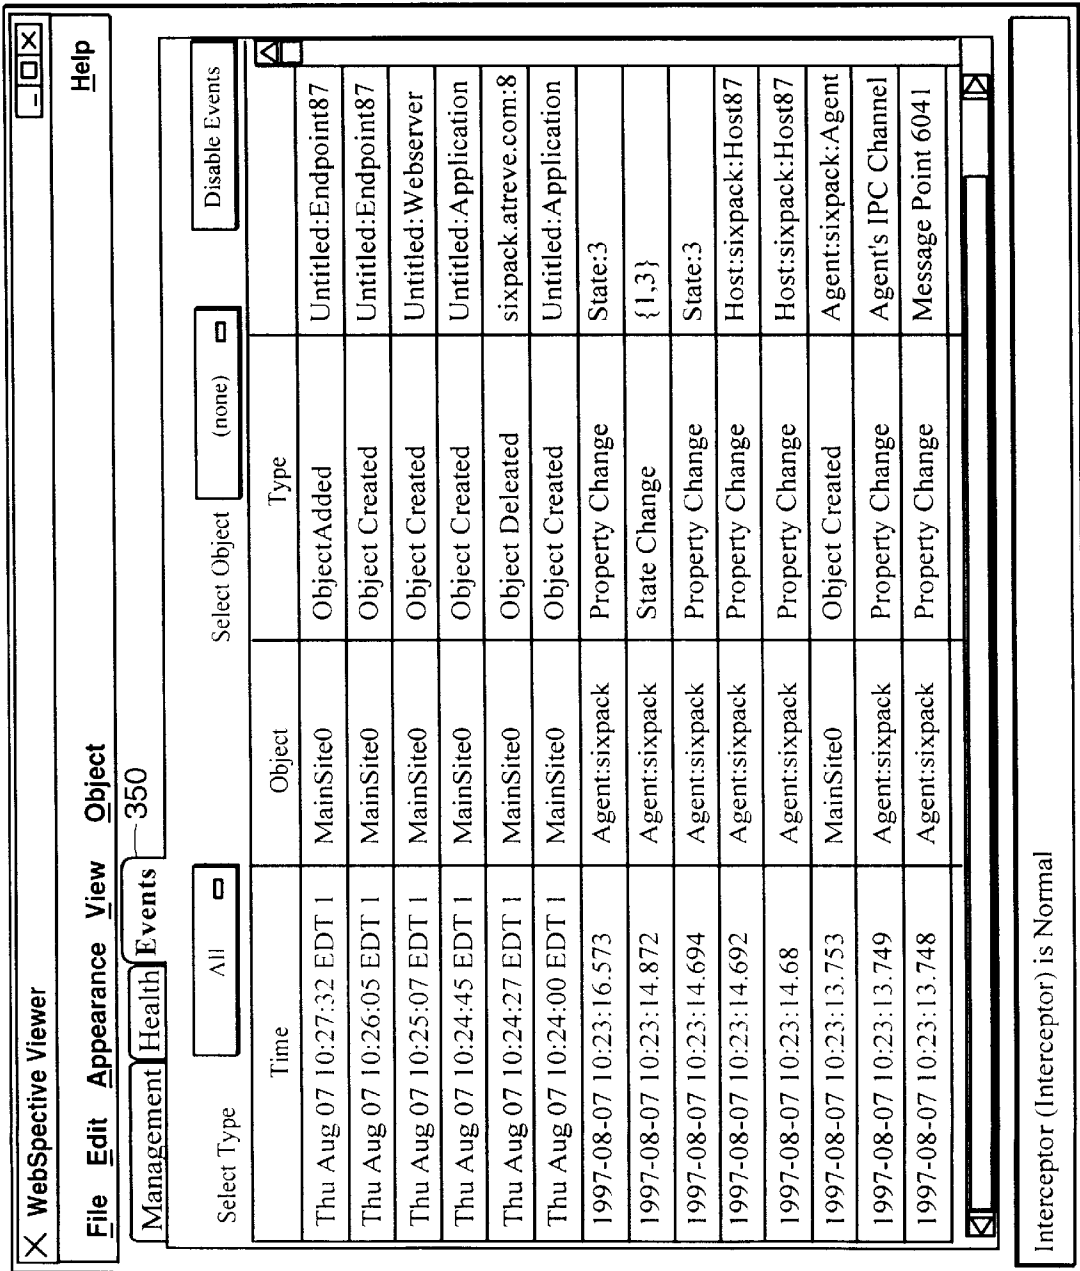 WebSpective Viewer
File Edit Appearance View Object Help
Management Health Events 350
Select Type All Select Object (none) Disable Events
Time Object Type
Thu Aug 07 10:27:32 EDT 1 MainSite0 ObjectAdded Untitled:Endpoint87
Thu Aug 07 10:26:05 EDT 1 MainSite0 Object Created Untitled:Endpoint87
Thu Aug 07 10:25:07 EDT 1 MainSite0 Object Created Untitled:Webserver
Thu Aug 07 10:24:45 EDT 1 MainSite0 Object Created Untitled:Application
Thu Aug 07 10:24:27 EDT 1 MainSite0 Object Deleated sixpack.atreve.com:8
Thu Aug 07 10:24:00 EDT 1 MainSite0 Object Created Untitled:Application
1997-08-07 10:23:16.573 Agent:sixpack Property Change State:3
1997-08-07 10:23:14.872 Agent:sixpack State Change {1,3}
1997-08-07 10:23:14.694 Agent:sixpack Property Change State:3
1997-08-07 10:23:14.692 Agent:sixpack Property Change Host:sixpack:Host87
1997-08-07 10:23:14.68 Agent:sixpack Property Change Host:sixpack:Host87
1997-08-07 10:23:13.753 MainSite0 Object Created Agent:sixpack:Agent
1997-08-07 10:23:13.749 Agent:sixpack Property Change Agent's IPC Channel
1997-08-07 10:23:13.748 Agent:sixpack Property Change Message Point 6041
Interceptor (Interceptor) is Normal